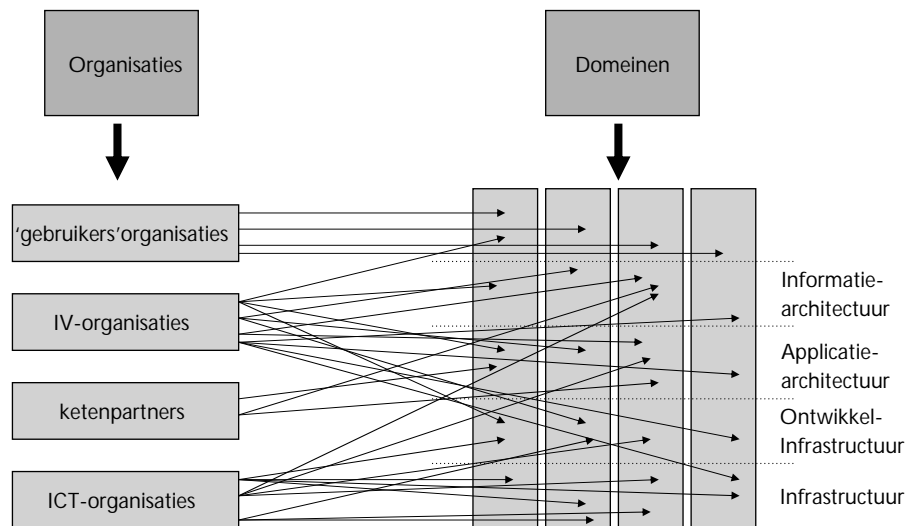 Organisaties
Domeinen
‘gebruikers’organisaties
IV-organisaties
ketenpartners
ICT-organisaties
Informatie-
architectuur
Applicatie-
architectuur
Ontwikkel-
Infrastructuur
Infrastructuur